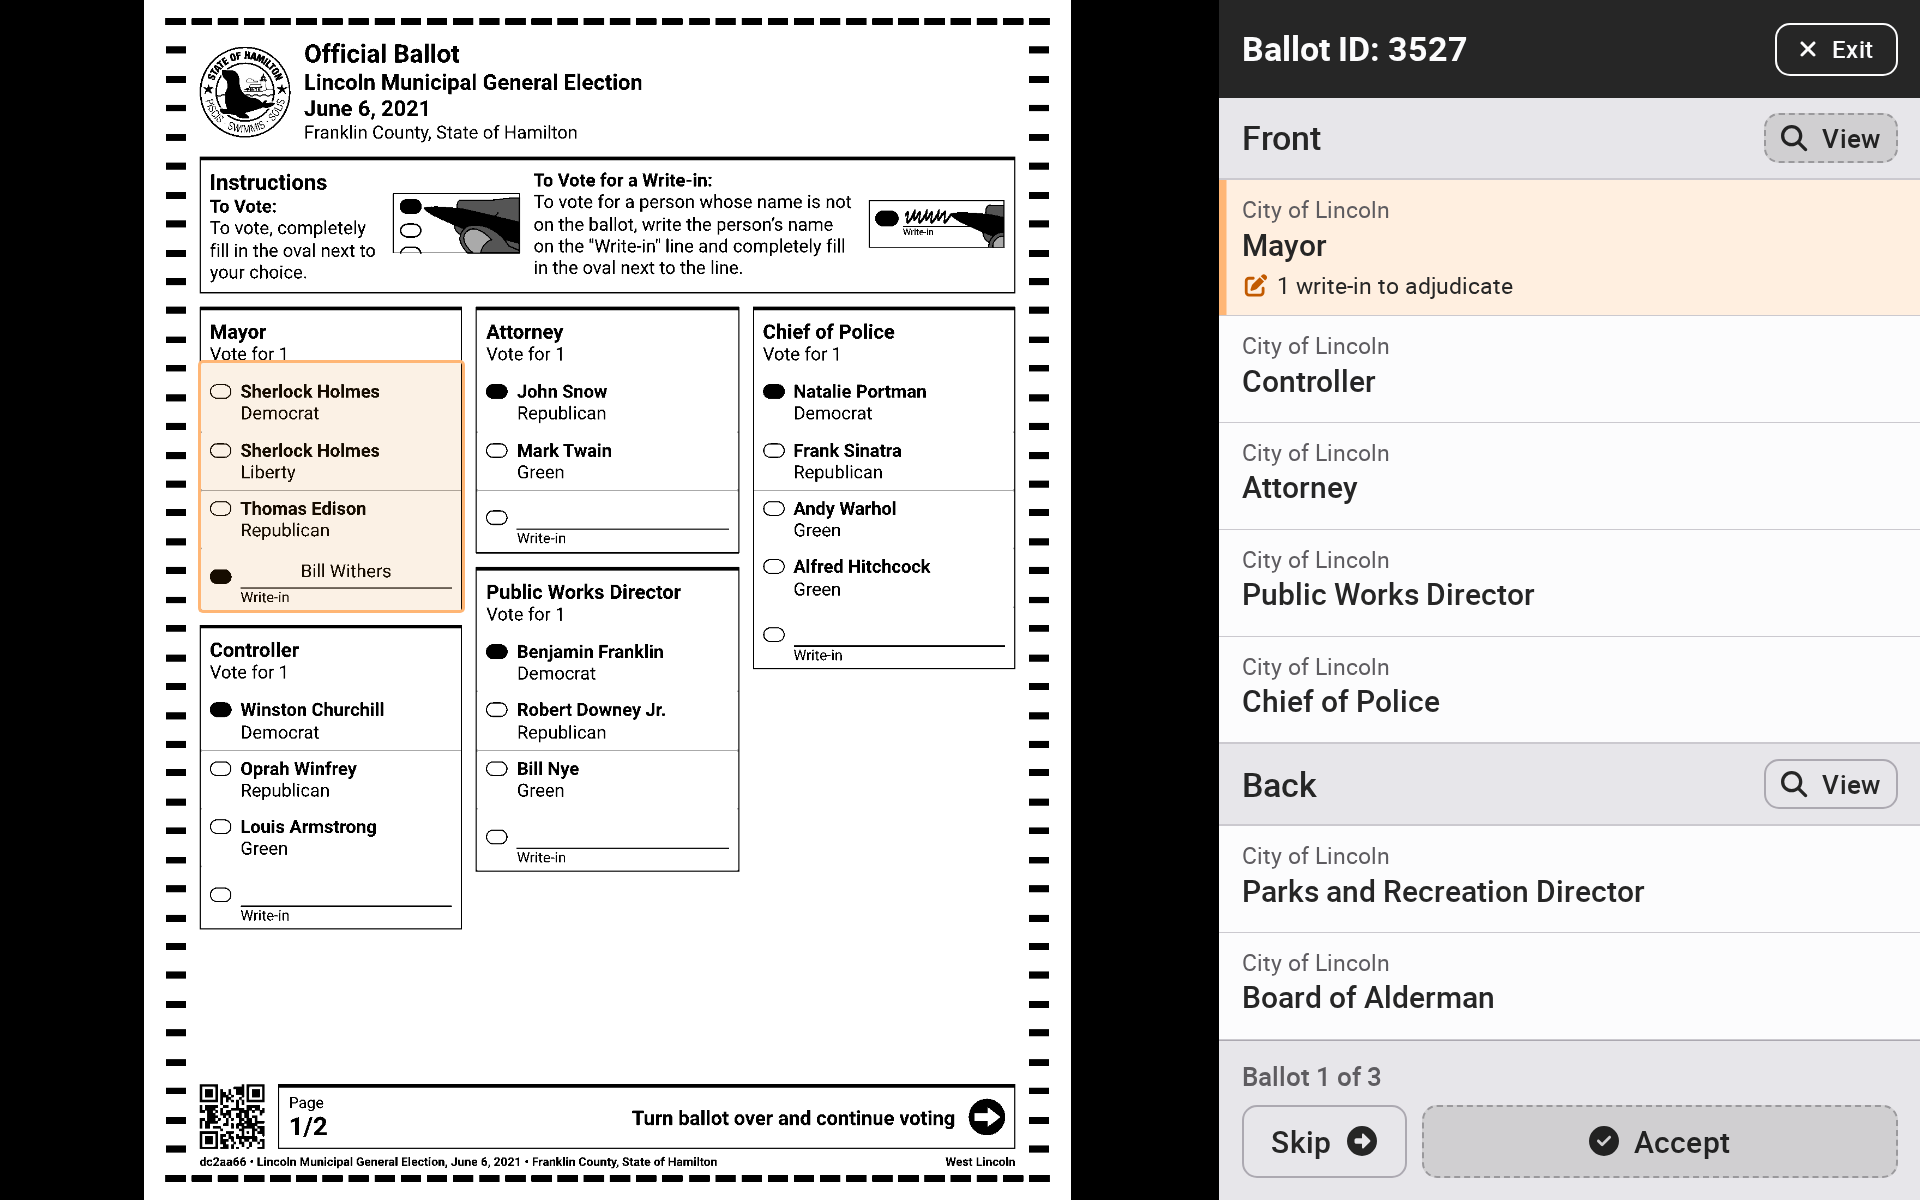 STATE OF HAMILTON
PISCIS · SWIMMIS · SOLIS
Official Ballot
Lincoln Municipal General Election
June 6, 2021
Franklin County, State of Hamilton
Instructions
To Vote:
To vote, completely
fill in the oval next to
your choice.
To Vote for a Write-in:
To vote for a person whose name is not
on the ballot, write the person's name
on the "Write-in" line and completely fill
in the oval next to the line.
Write-in
Mayor
Vote for 1
Sherlock Holmes
Democrat
Sherlock Holmes
Liberty
Thomas Edison
Republican
Bill Withers
Write-in
Controller
Vote for 1
Winston Churchill
Democrat
Oprah Winfrey
Republican
Louis Armstrong
Green
Write-in
Attorney
Vote for 1
John Snow
Republican
Mark Twain
Green
Write-in
Public Works Director
Vote for 1
Benjamin Franklin
Democrat
Robert Downey Jr.
Republican
Bill Nye
Green
Write-in
Chief of Police
Vote for 1
Natalie Portman
Democrat
Frank Sinatra
Republican
Andy Warhol
Green
Alfred Hitchcock
Green
Write-in
Page
1/2
Turn ballot over and continue voting
dc2aa66 • Lincoln Municipal General Election, June 6, 2021 • Franklin County, State of Hamilton
West Lincoln
Ballot ID: 3527
Exit
Front
View
City of Lincoln
Mayor
1 write-in to adjudicate
City of Lincoln
Controller
City of Lincoln
Attorney
City of Lincoln
Public Works Director
City of Lincoln
Chief of Police
Back
View
City of Lincoln
Parks and Recreation Director
City of Lincoln
Board of Alderman
Ballot 1 of 3
Skip
Accept